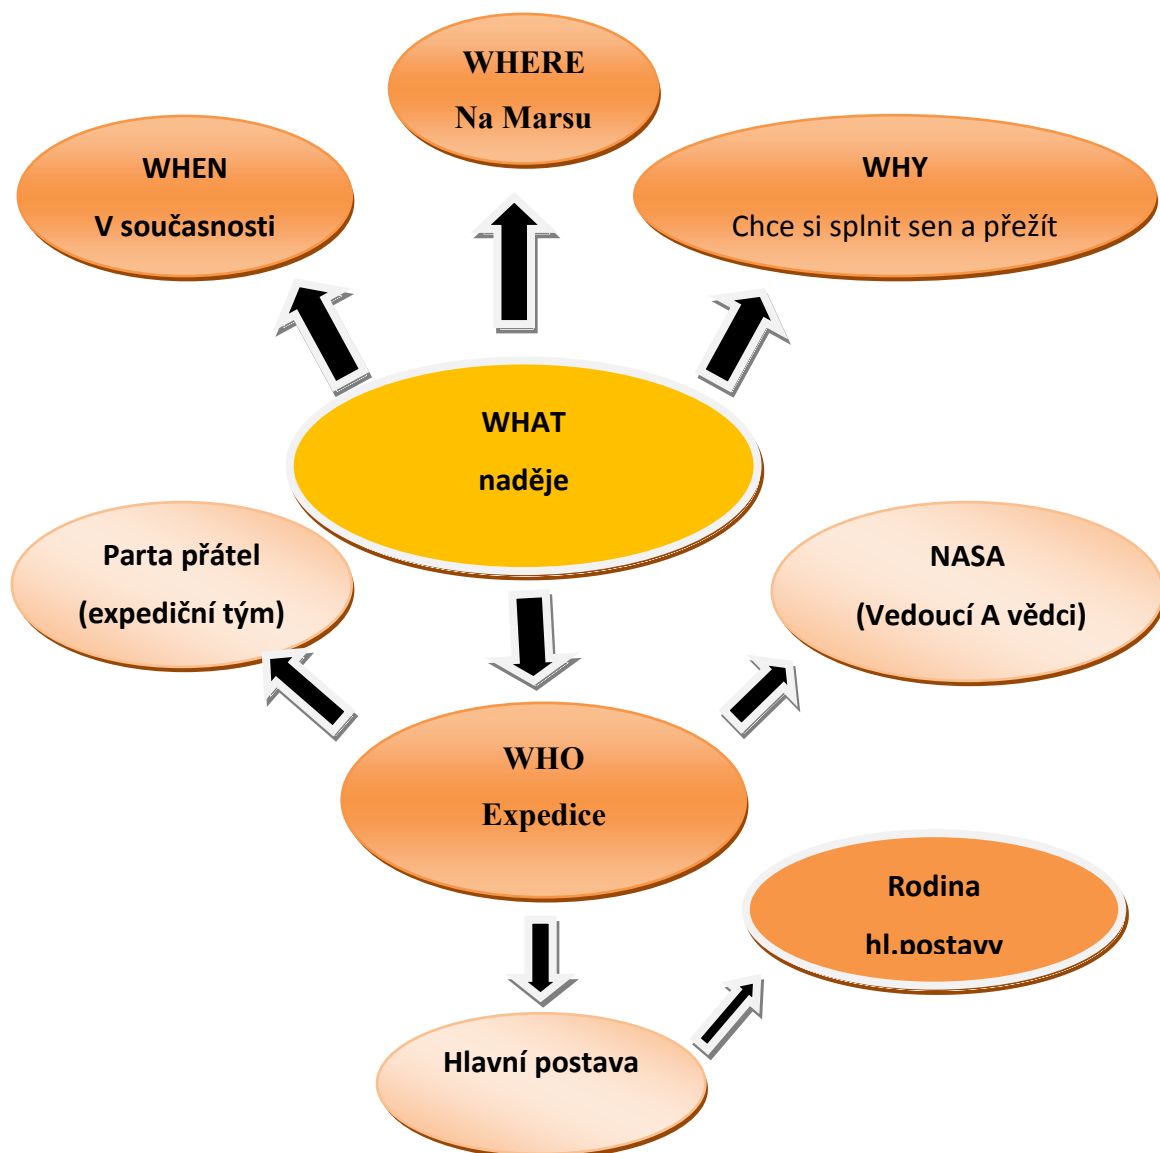 WHERE
Na Marsu
WHEN
V současnosti
WHY
Chce si splnit sen a přežít
WHAT
naděje
Parta přátel
(expediční tým)
NASA
(Vedoucí A vědci)
WHO
Expedice
Rodina
hl.postavy
Hlavní postava